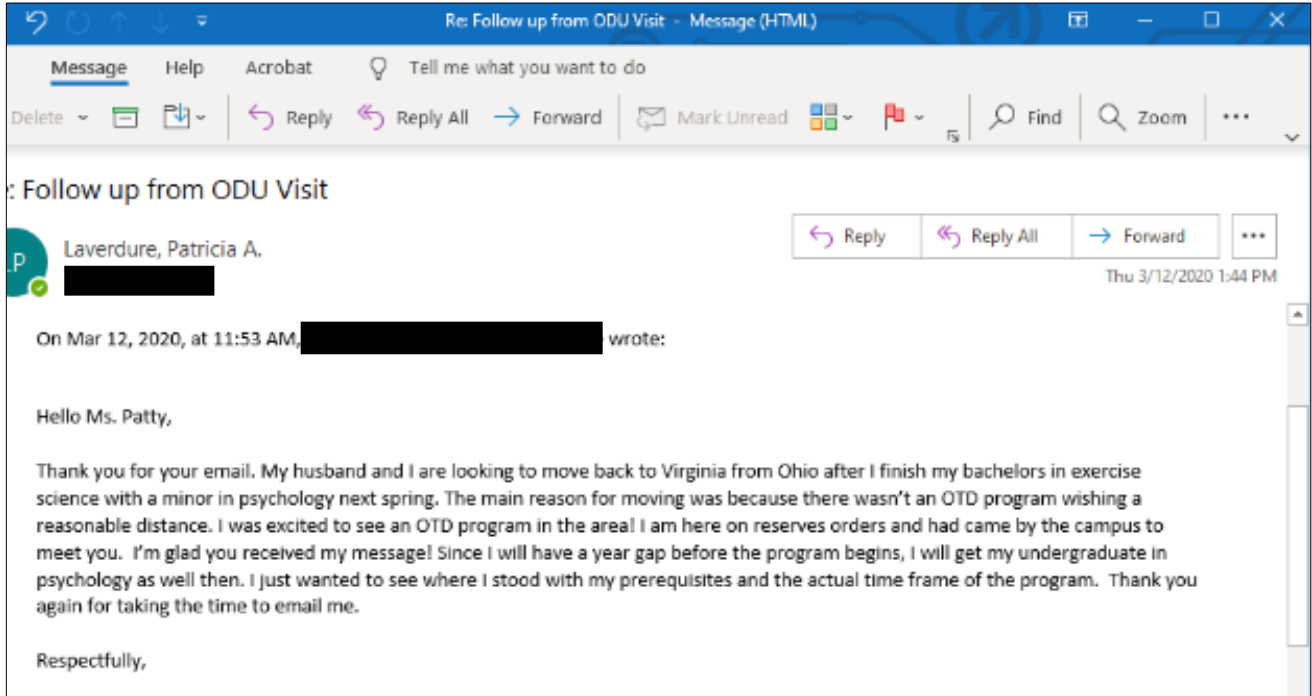 Re: Follow up from ODU Visit - Message (HTML)
Message Help Acrobat Tell me what you want to do
Delete Reply Reply All Forward Mark Unread Find Zoom ...
: Follow up from ODU Visit
LP
Laverdure, Patricia A.
Reply Reply All Forward ...
Thu 3/12/2020 1:44 PM
On Mar 12, 2020, at 11:53 AM, wrote:
Hello Ms. Patty,
Thank you for your email. My husband and I are looking to move back to Virginia from Ohio after I finish my bachelors in exercise
science with a minor in psychology next spring. The main reason for moving was because there wasn't an OTD program wishing a
reasonable distance. I was excited to see an OTD program in the area! I am here on reserves orders and had came by the campus to
meet you. I'm glad you received my message! Since I will have a year gap before the program begins, I will get my undergraduate in
psychology as well then. I just wanted to see where I stood with my prerequisites and the actual time frame of the program. Thank you
again for taking the time to email me.
Respectfully,